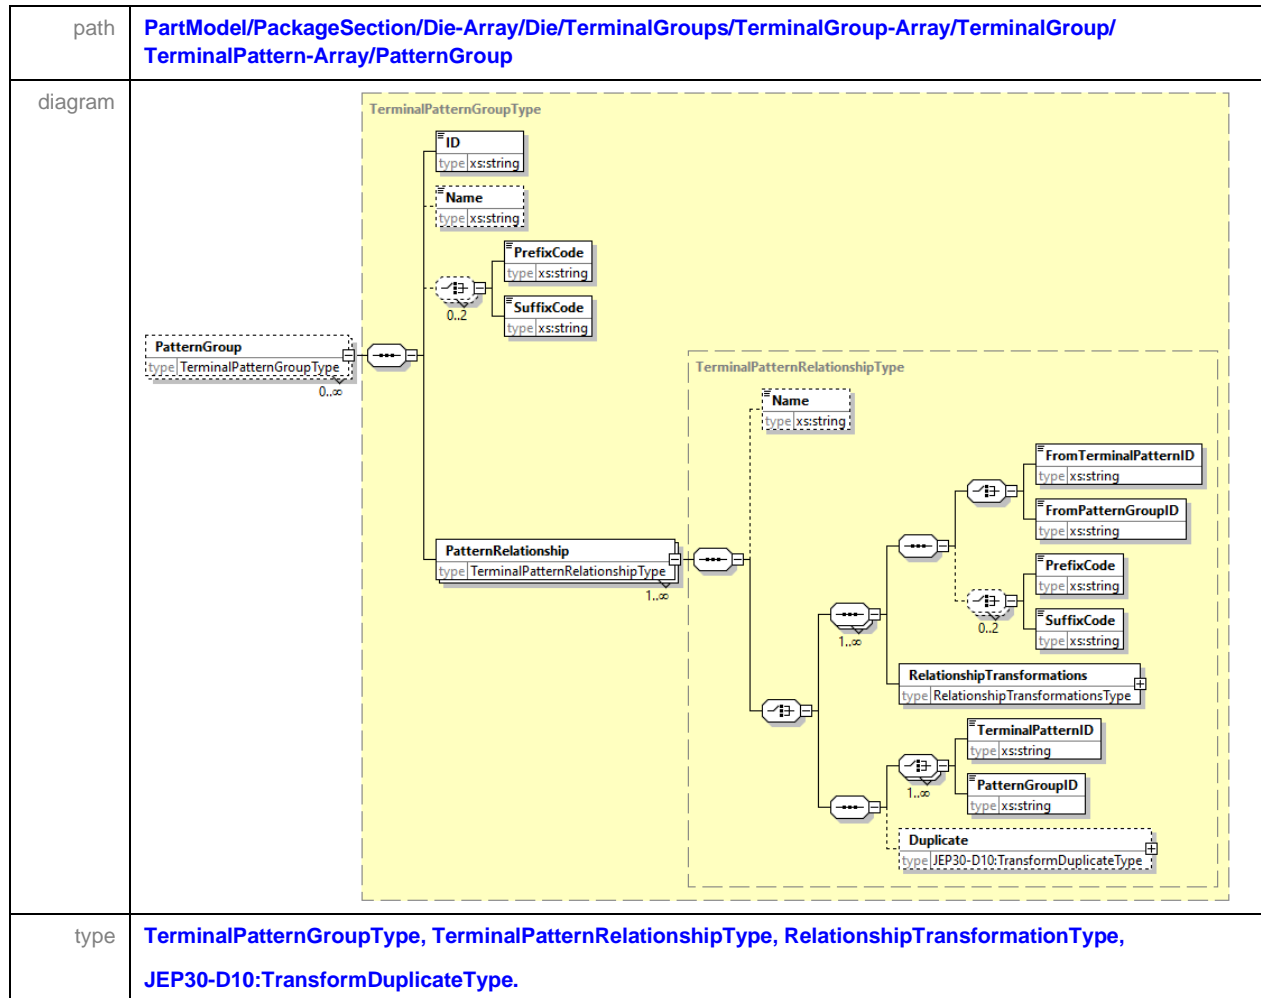 path
PartModel/PackageSection/Die-Array/Die/TerminalGroups/TerminalGroup-Array/TerminalGroup/
TerminalPattern-Array/PatternGroup
diagram
TerminalPatternGroupType
ID
type xs:string
Name
type xs:string
PrefixCode
type xs:string
0..2
SuffixCode
type xs:string
PatternGroup
type TerminalPatternGroupType
0..∞
TerminalPatternRelationshipType
Name
type xs:string
FromTerminalPatternID
type xs:string
FromPatternGroupID
type xs:string
PatternRelationship
type TerminalPatternRelationshipType
1..∞
PrefixCode
type xs:string
0..2
SuffixCode
type xs:string
1..∞
RelationshipTransformations
type RelationshipTransformationsType
TerminalPatternID
type xs:string
1..∞
PatternGroupID
type xs:string
Duplicate
type JEP30-D10:TransformDuplicateType
type
TerminalPatternGroupType, TerminalPatternRelationshipType, RelationshipTransformationType,
JEP30-D10:TransformDuplicateType.